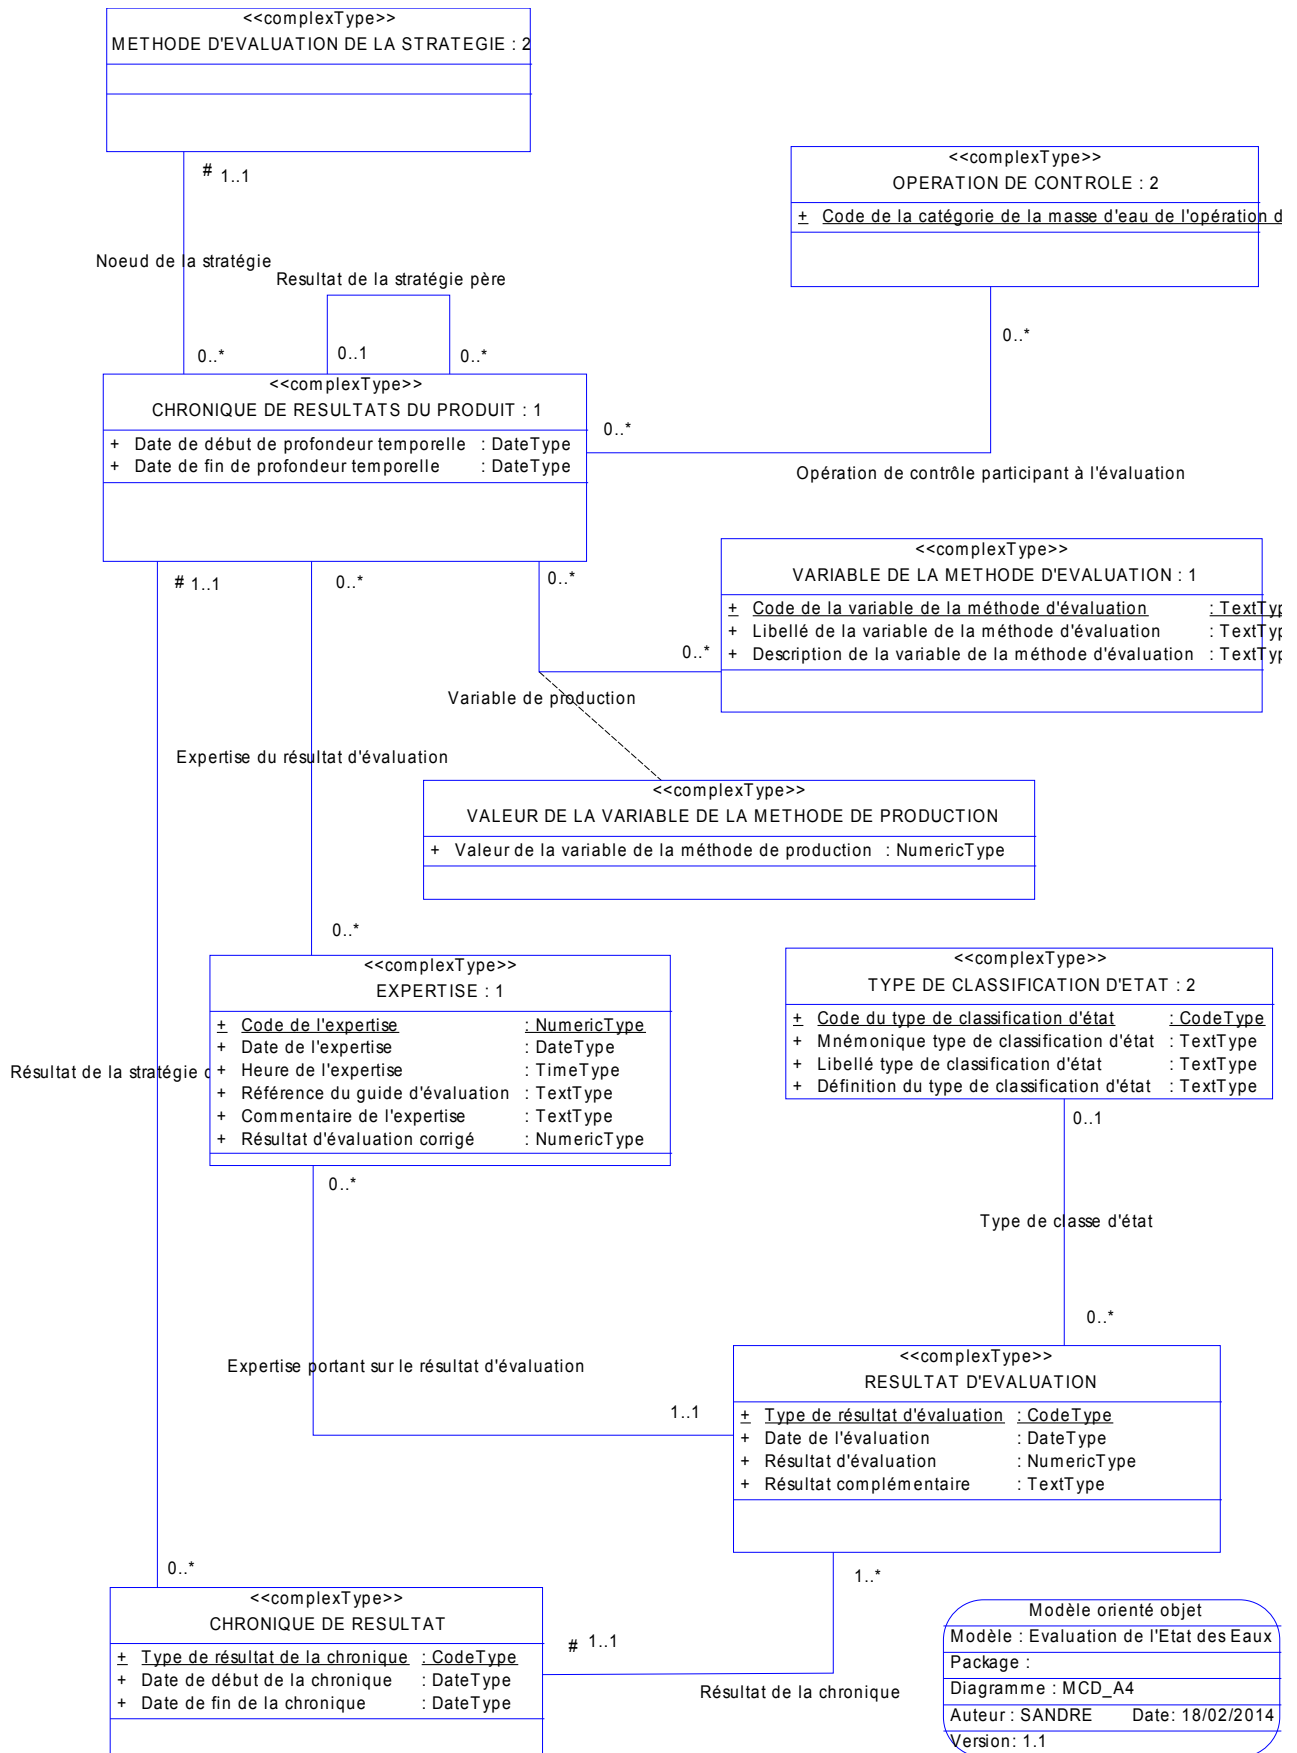 <<complexType>>
METHODE D'EVALUATION DE LA STRATEGIE : 2
# 1..1
<<complexType>>
OPERATION DE CONTROLE : 2
+ Code de la catégorie de la masse d'eau de l'opération d
Noeud de la stratégie
Resultat de la stratégie père
0..*
0..1
0..*
0..*
<<complexType>>
CHRONIQUE DE RESULTATS DU PRODUIT : 1
+ Date de début de profondeur temporelle : DateType
+ Date de fin de profondeur temporelle : DateType
0..*
Opération de contrôle participant à l'évaluation
# 1..1
0..*
0..*
<<complexType>>
VARIABLE DE LA METHODE D'EVALUATION : 1
+ Code de la variable de la méthode d'évaluation : TextTyp
+ Libellé de la variable de la méthode d'évaluation : TextTyp
+ Description de la variable de la méthode d'évaluation : TextTyp
0..*
Variable de production
Expertise du résultat d'évaluation
<<complexType>>
VALEUR DE LA VARIABLE DE LA METHODE DE PRODUCTION
+ Valeur de la variable de la méthode de production : NumericType
0..*
<<complexType>>
EXPERTISE : 1
+ Code de l'expertise : NumericType
+ Date de l'expertise : DateType
+ Heure de l'expertise : TimeType
+ Référence du guide d'évaluation : TextType
+ Commentaire de l'expertise : TextType
+ Résultat d'évaluation corrigé : NumericType
Résultat de la stratégie d
<<complexType>>
TYPE DE CLASSIFICATION D'ETAT : 2
+ Code du type de classification d'état : CodeType
+ Mnémonique type de classification d'état : TextType
+ Libellé type de classification d'état : TextType
+ Définition du type de classification d'état : TextType
0..1
0..*
Type de classe d'état
0..*
Expertise portant sur le résultat d'évaluation
1..1
<<complexType>>
RESULTAT D'EVALUATION
+ Type de résultat d'évaluation : CodeType
+ Date de l'évaluation : DateType
+ Résultat d'évaluation : NumericType
+ Résultat complémentaire : TextType
0..*
1..*
<<complexType>>
CHRONIQUE DE RESULTAT
+ Type de résultat de la chronique : CodeType
+ Date de début de la chronique : DateType
+ Date de fin de la chronique : DateType
# 1..1
Résultat de la chronique
Modèle orienté objet
Modèle : Evaluation de l'Etat des Eaux
Package :
Diagramme : MCD_A4
Auteur : SANDRE Date: 18/02/2014
Version: 1.1